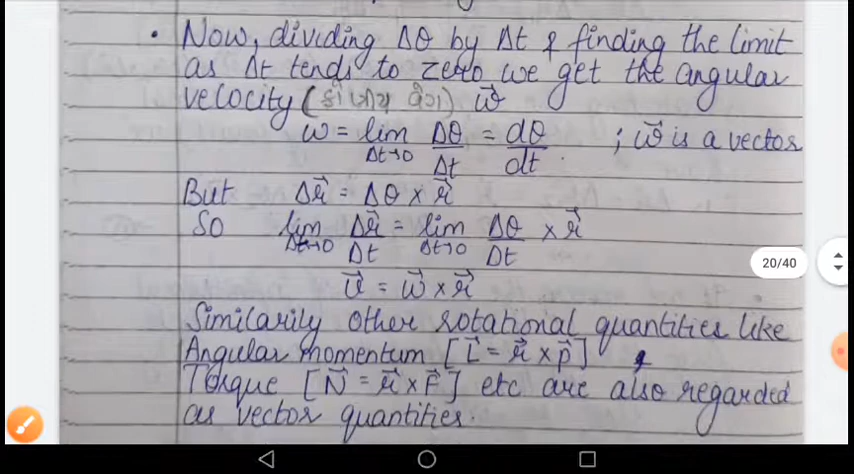 • Now, dividing Δθ by Δt & finding the limit
as Δt tends to zero we get the angular
velocity (કોણીય વેગ) ω⃗
ω = lim Δt→0 Δθ/Δt = dθ/dt ; ω⃗ is a vector
But Δr⃗ = Δθ × r⃗
So lim Δt→0 Δr⃗/Δt = lim Δt→0 Δθ/Δt × r⃗
v⃗ = ω⃗ × r⃗
Similarily other rotational quantities like
Angular momentum [L⃗ = r⃗ × p⃗] ,
Torque [N⃗ = r⃗ × F⃗] etc are also regarded
as vector quantities.
20/40